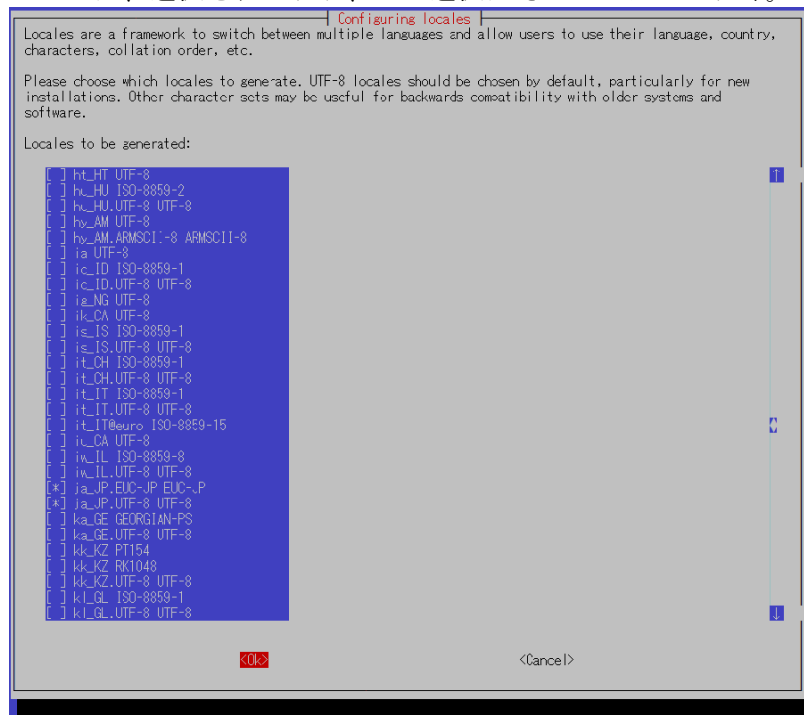 Configuring locales
Locales are a framework to switch between multiple languages and allow users to use their language, country,
characters, collation order, etc.
Please choose which locales to generate. UTF-8 locales should be chosen by default, particularly for new
installations. Other character sets may be useful for backwards compatibility with older systems and
software.
Locales to be generated:
[ ] ht_HT UTF-8
[ ] hu_HU ISO-8859-2
[ ] hu_HU.UTF-8 UTF-8
[ ] hy_AM UTF-8
[ ] hy_AM.ARMSCII-8 ARMSCII-8
[ ] ia UTF-8
[ ] ic_ID ISO-8859-1
[ ] ic_ID.UTF-8 UTF-8
[ ] ig_NG UTF-8
[ ] ik_CA UTF-8
[ ] is_IS ISO-8859-1
[ ] is_IS.UTF-8 UTF-8
[ ] it_CH ISO-8859-1
[ ] it_CH.UTF-8 UTF-8
[ ] it_IT ISO-8859-1
[ ] it_IT.UTF-8 UTF-8
[ ] it_IT@euro ISO-8859-15
[ ] iu_CA UTF-8
[ ] iw_IL ISO-8859-8
[ ] iw_IL.UTF-8 UTF-8
[*] ja_JP.EUC-JP EUC-JP
[*] ja_JP.UTF-8 UTF-8
[ ] ka_GE GEORGIAN-PS
[ ] ka_GE.UTF-8 UTF-8
[ ] kk_KZ PT154
[ ] kk_KZ RK1048
[ ] kk_KZ.UTF-8 UTF-8
[ ] kl_GL ISO-8859-1
[ ] kl_GL.UTF-8 UTF-8
<Ok> <Cancel>